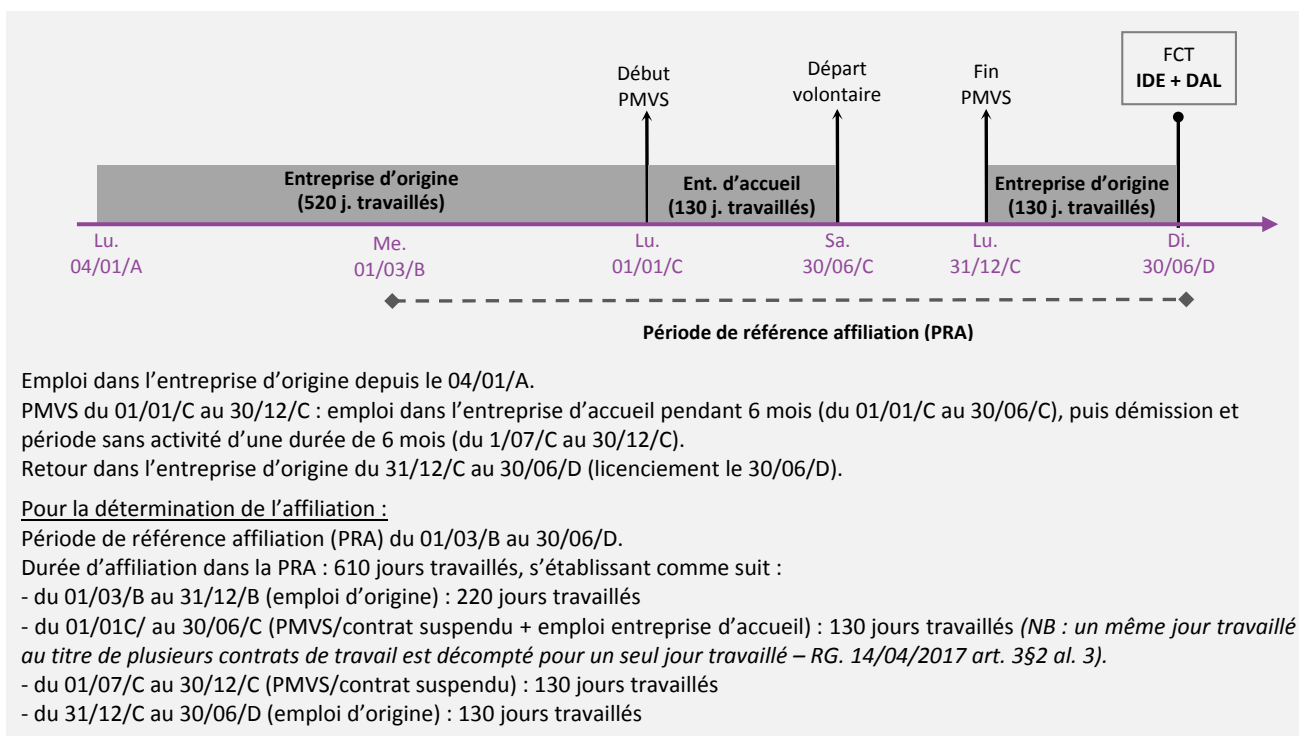 Début
PMVS
Départ
volontaire
Fin
PMVS
FCT
IDE + DAL
Entreprise d’origine
(520 j. travaillés)
Ent. d’accueil
(130 j. travaillés)
Entreprise d’origine
(130 j. travaillés)
Lu.
04/01/A
Me.
01/03/B
Lu.
01/01/C
Sa.
30/06/C
Lu.
31/12/C
Di.
30/06/D
Période de référence affiliation (PRA)
Emploi dans l’entreprise d’origine depuis le 04/01/A.
PMVS du 01/01/C au 30/12/C : emploi dans l’entreprise d’accueil pendant 6 mois (du 01/01/C au 30/06/C), puis démission et
période sans activité d’une durée de 6 mois (du 1/07/C au 30/12/C).
Retour dans l’entreprise d’origine du 31/12/C au 30/06/D (licenciement le 30/06/D).
Pour la détermination de l’affiliation :
Période de référence affiliation (PRA) du 01/03/B au 30/06/D.
Durée d’affiliation dans la PRA : 610 jours travaillés, s’établissant comme suit :
- du 01/03/B au 31/12/B (emploi d’origine) : 220 jours travaillés
- du 01/01C/ au 30/06/C (PMVS/contrat suspendu + emploi entreprise d’accueil) : 130 jours travaillés (NB : un même jour travaillé
au titre de plusieurs contrats de travail est décompté pour un seul jour travaillé – RG. 14/04/2017 art. 3§2 al. 3).
- du 01/07/C au 30/12/C (PMVS/contrat suspendu) : 130 jours travaillés
- du 31/12/C au 30/06/D (emploi d’origine) : 130 jours travaillés